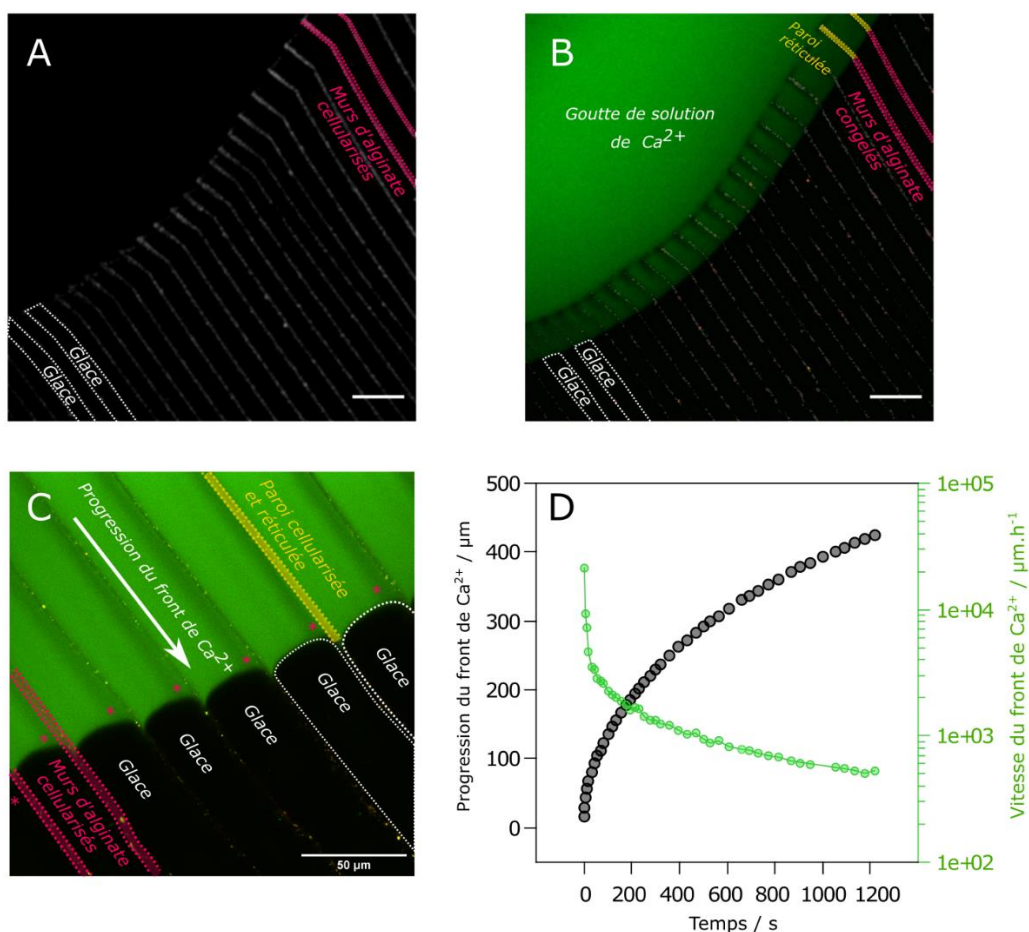 A
Murs d'alginate
cellularisés
Glace
Glace
B
Paroi
réticulée
Goutte de solution
de Ca2+
Murs d'alginate
congelés
Glace
Glace
C
Progression du front de Ca2+
Paroi cellularisée
et réticulée
*
*
*
*
*
*
Glace
Glace
Glace
Glace
Glace
Murs d'alginate
cellularisés
50 µm
D
Progression du front de Ca2+ / µm
500
400
300
200
100
0
0 200 400 600 800 1000 1200
Temps / s
1e+05
1e+04
1e+03
1e+02
Vitesse du front de Ca2+ / µm.h-1